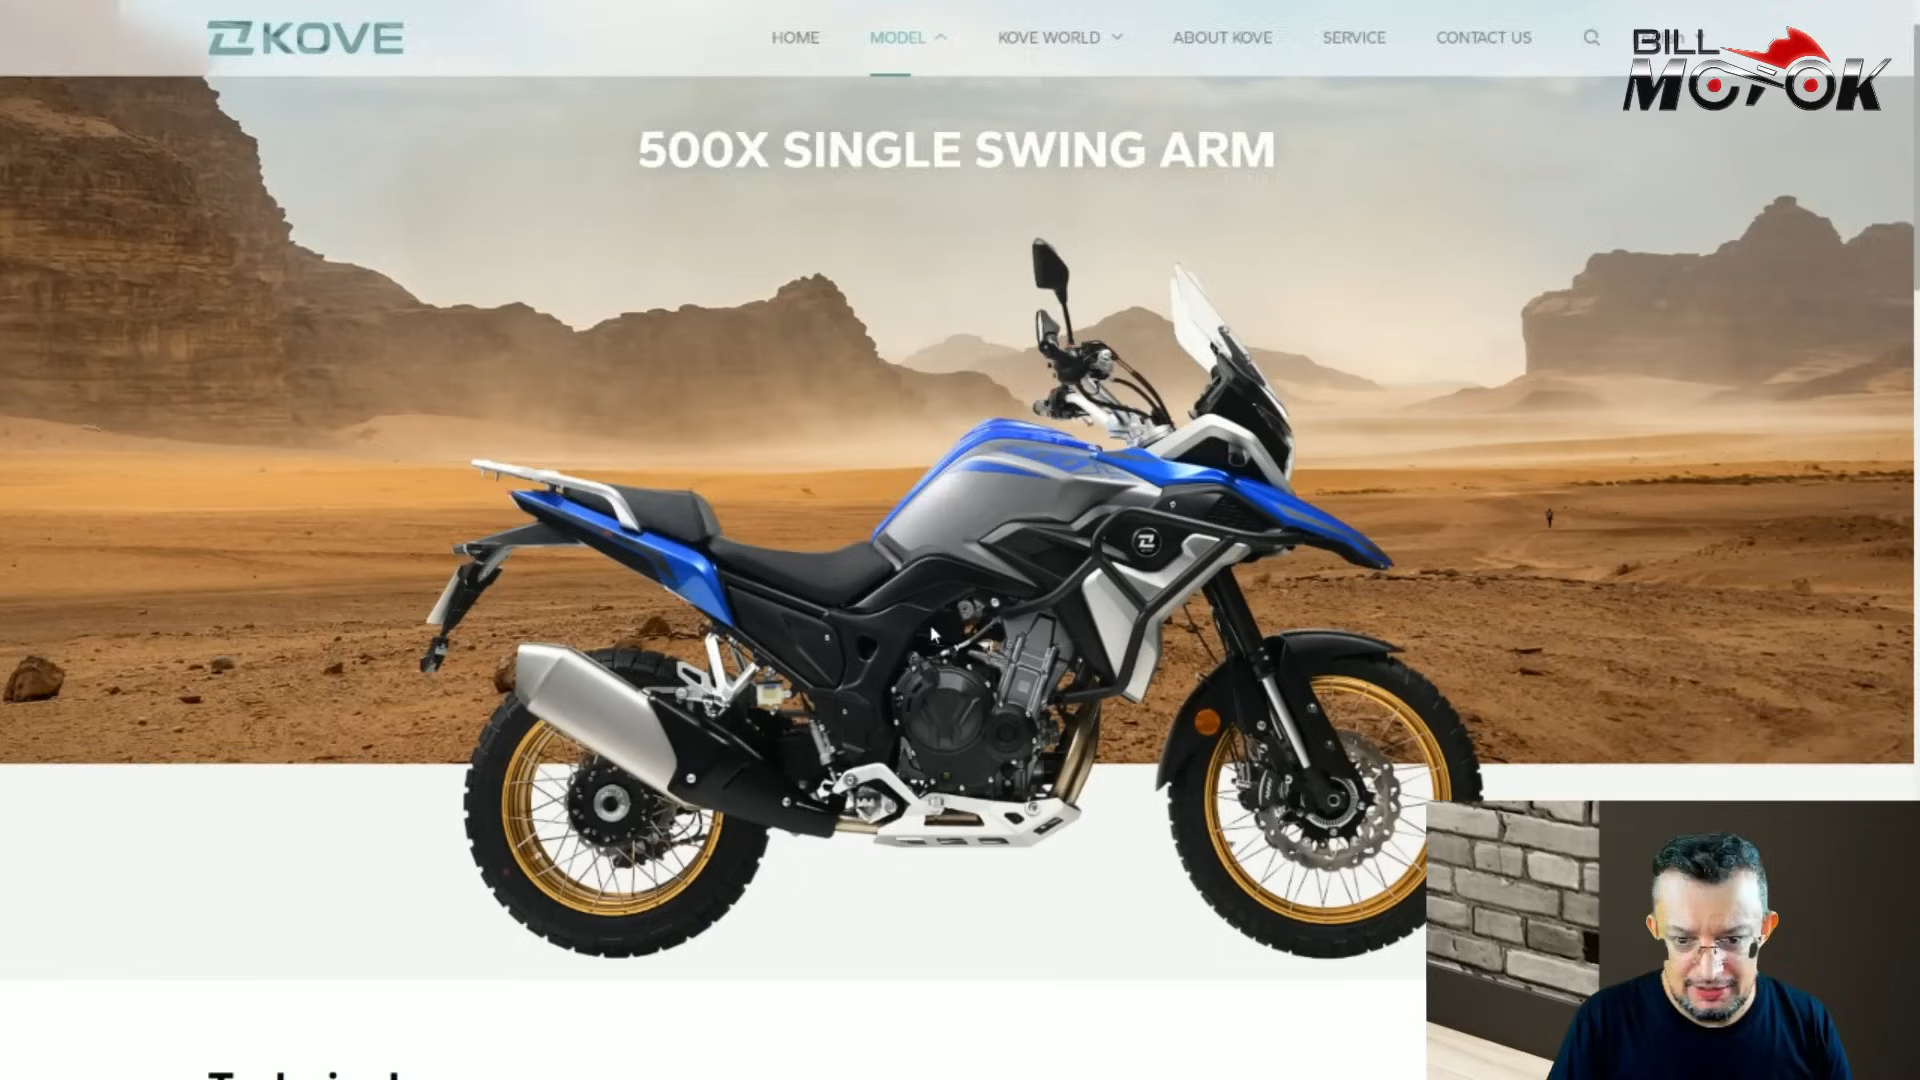 KOVE
HOME
MODEL
KOVE WORLD
ABOUT KOVE
SERVICE
CONTACT US
BILL
MOTOK
500X SINGLE SWING ARM